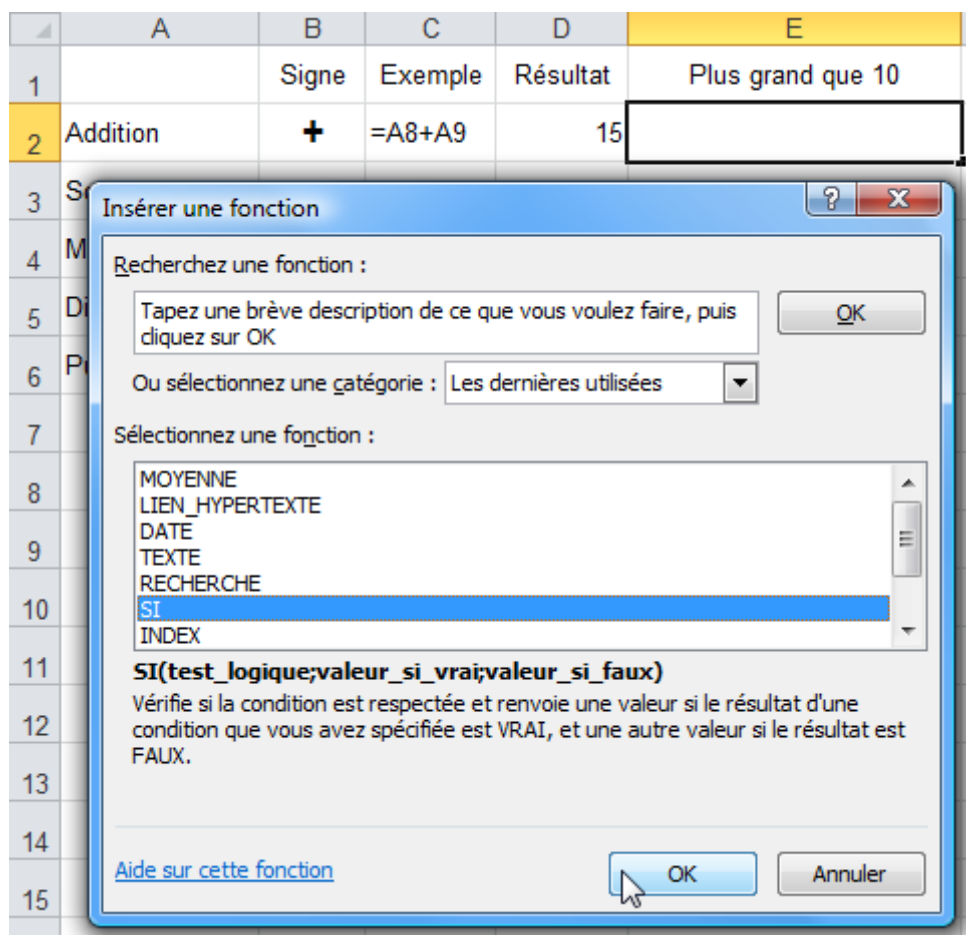 A B C D E
1 Signe Exemple Résultat Plus grand que 10
2 Addition + =A8+A9 15
3
Insérer une fonction
4 M
Recherchez une fonction :
5 Di
Tapez une brève description de ce que vous voulez faire, puis
cliquez sur OK
OK
6
Ou sélectionnez une catégorie : Les dernières utilisées
7
Sélectionnez une fonction :
8
MOYENNE
LIEN_HYPERTEXTE
9
DATE
TEXTE
RECHERCHE
10
SI
INDEX
11
SI(test_logique;valeur_si_vrai;valeur_si_faux)
Vérifie si la condition est respectée et renvoie une valeur si le résultat d'une
12
condition que vous avez spécifiée est VRAI, et une autre valeur si le résultat est
FAUX.
13
14
Aide sur cette fonction OK Annuler
15